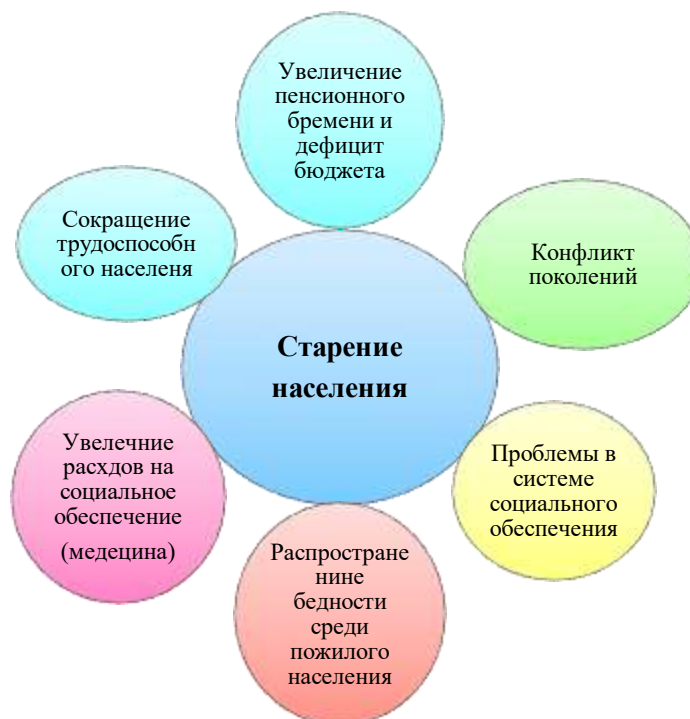 Увеличение
пенсионного
бремени и
дефицит
бюджета
Сокращение
трудоспособн
ого населеня
Конфликт
поколений
Старение
населения
Увелечние
расхдов на
социальное
обеспечение
(медецина)
Проблемы в
системе
социального
обеспечения
Распростране
нине
бедности
среди
пожилого
населения